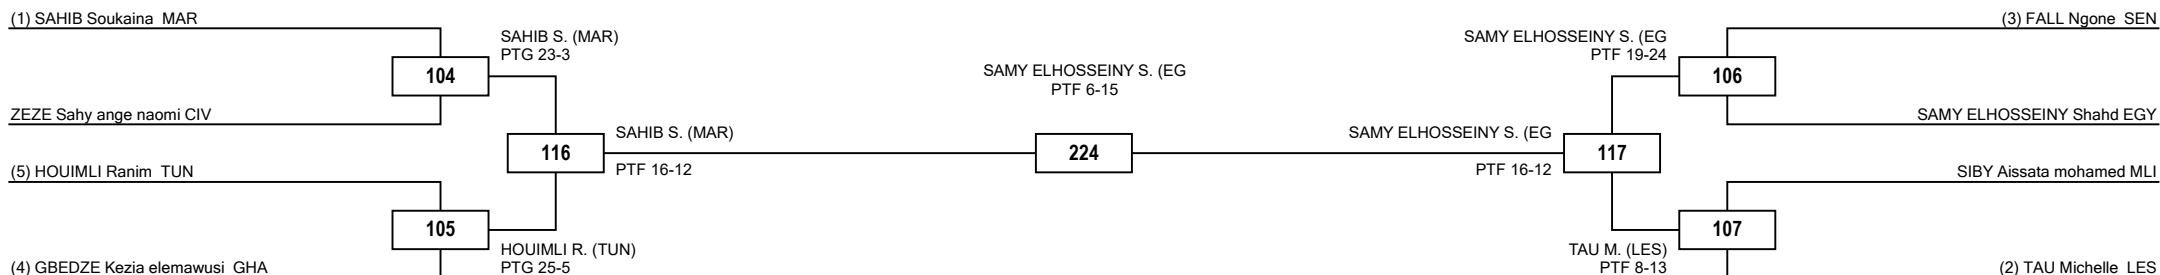 (1) SAHIB Soukaina MAR
SAHIB S. (MAR)
PTG 23-3
104
ZEZE Sahy ange naomi CIV
116
SAHIB S. (MAR)
PTF 16-12
(5) HOUIMLI Ranim TUN
105
HOUIMLI R. (TUN)
PTG 25-5
(4) GBEDZE Kezia elemawusi GHA
SAMY ELHOSSEINY S. (EG
PTF 6-15
224
(3) FALL Ngone SEN
SAMY ELHOSSEINY S. (EG
PTF 19-24
106
SAMY ELHOSSEINY Shahd EGY
SAMY ELHOSSEINY S. (EG
PTF 16-12
117
SIBY Aissata mohamed MLI
107
TAU M. (LES)
PTF 8-13
(2) TAU Michelle LES